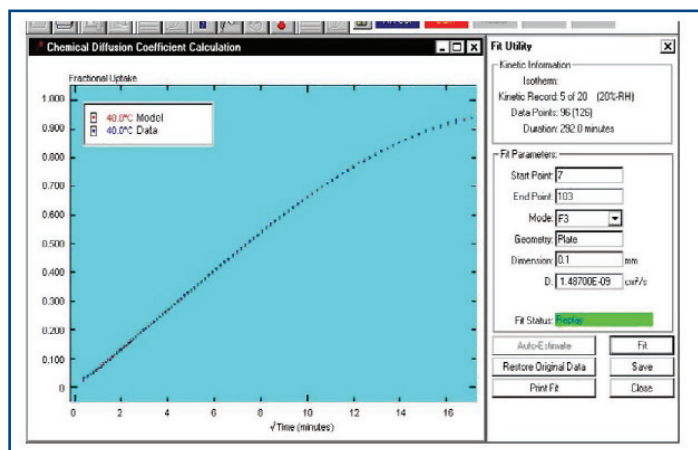 Chemical Diffusion Coefficient Calculation
Fractional Uptake
1.000
0.900
0.800
0.700
0.600
0.500
0.400
0.300
0.200
0.100
0
40.0°C Model
40.0°C Data
0 2 4 6 8 10 12 14 16
√Time (minutes)
Fit Utility
Kinetic Information
Isotherm:
Kinetic Record: 5 of 20 (20%-RH)
Data Points: 96 (126)
Duration: 292.0 minutes
Fit Parameters:
Start Point: 7
End Point: 103
Mode: F3
Geometry: Plate
Dimension: 0.1 mm
D: 1.48700E-09 cm²/s
Fit Status: Replay
Auto-Estimate Fit
Restore Original Data Save
Print Fit Close